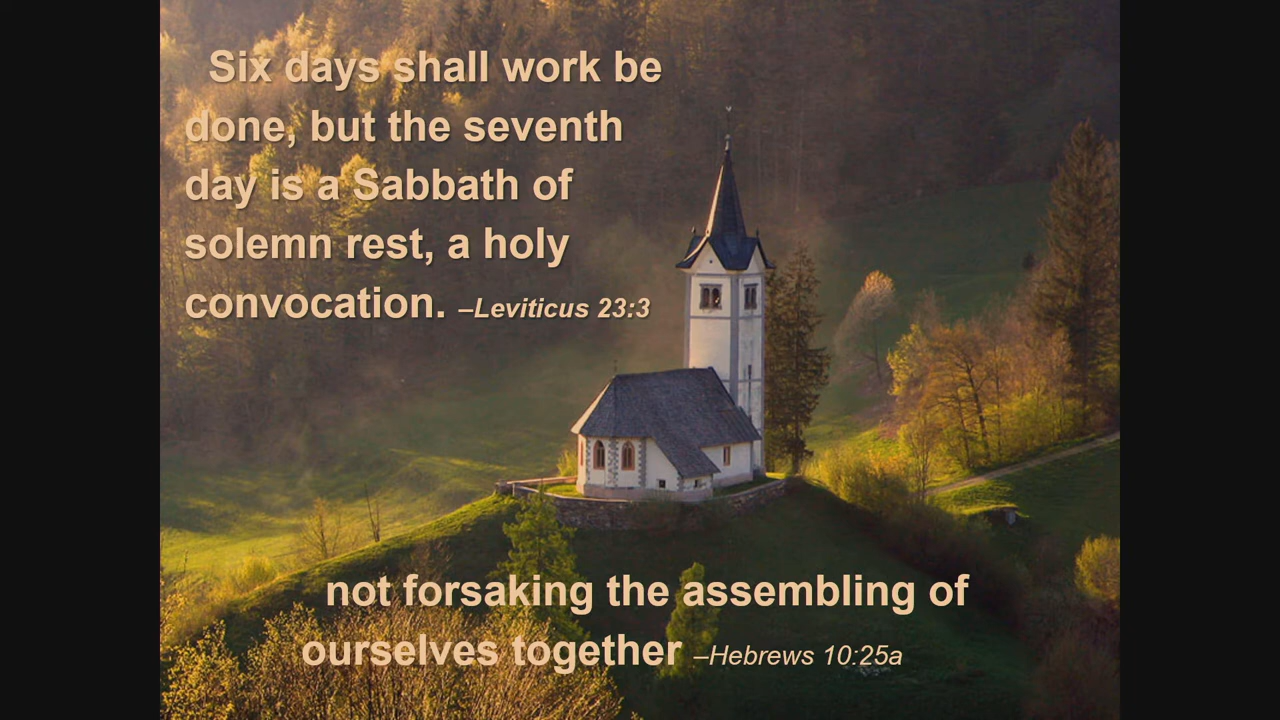 Six days shall work be
done, but the seventh
day is a Sabbath of
solemn rest, a holy
convocation. –Leviticus 23:3
not forsaking the assembling of
ourselves together –Hebrews 10:25a